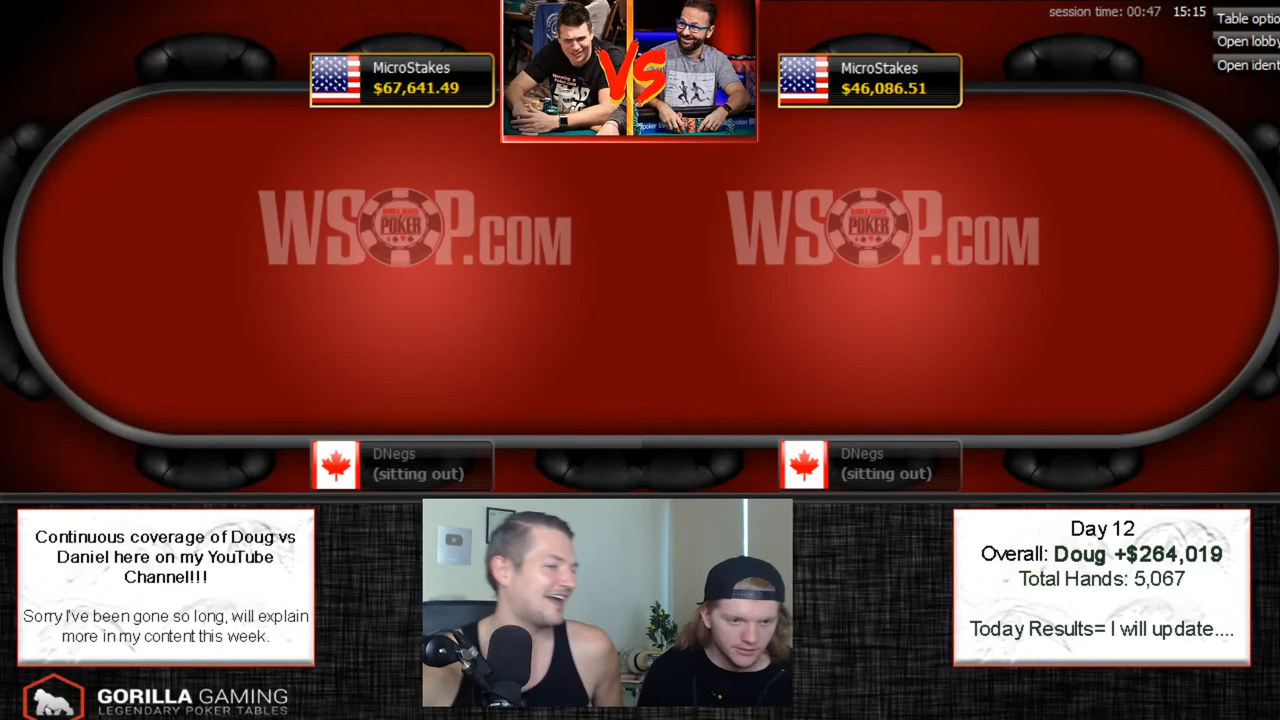 session time: 00:47 15:15
Table optio
Open lobby
Open ident
MicroStakes
$67,641.49
VS
MicroStakes
$46,086.51
WSOP.COM
WSOP.COM
DNegs
(sitting out)
DNegs
(sitting out)
Continuous coverage of Doug vs
Daniel here on my YouTube
Channel!!!
Sorry I've been gone so long, will explain
more in my content this week.
Day 12
Overall: Doug +$264,019
Total Hands: 5,067
Today Results= I will update....
GORILLA GAMING
LEGENDARY POKER TABLES